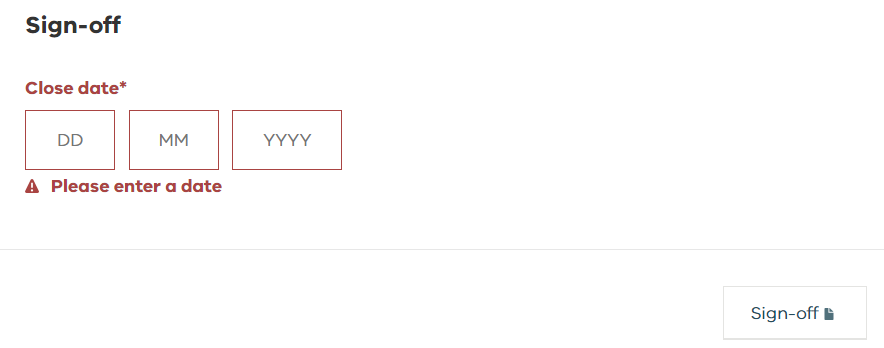 Sign-off
Close date*
DD MM YYYY
Please enter a date
Sign-off